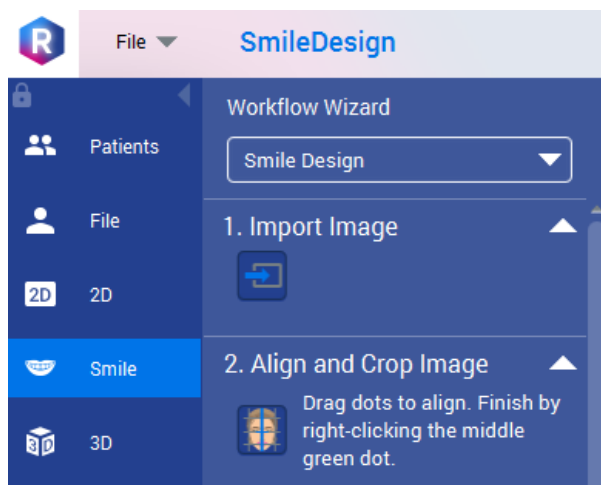 R
File
SmileDesign
Workflow Wizard
Smile Design
Patients
File
2D
2D
Smile
3D
3D
1. Import Image
2. Align and Crop Image
Drag dots to align. Finish by
right-clicking the middle
green dot.